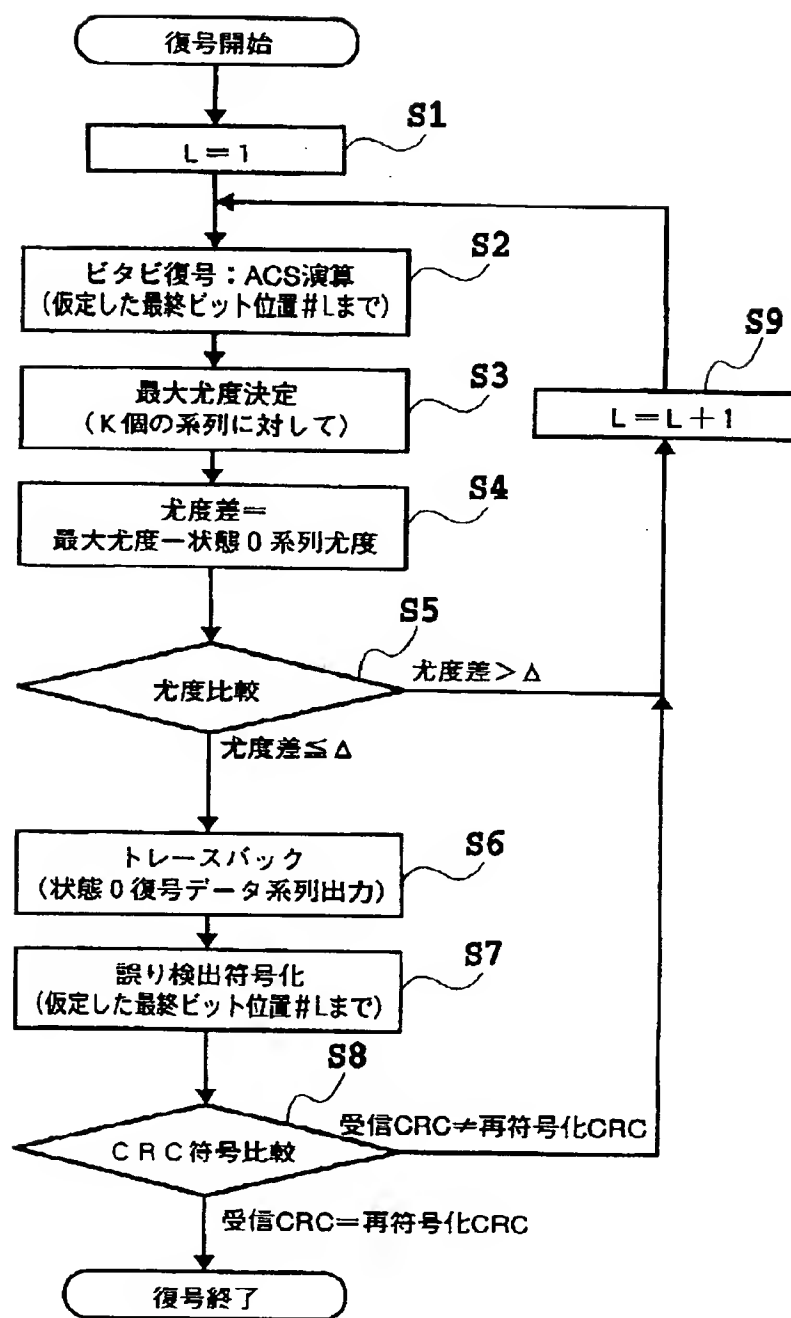 復号開始
S1
L＝1
S2
ビタビ復号：ACS演算
(仮定した最終ビット位置＃Lまで)
S9
L＝L＋1
S3
最大尤度決定
(K個の系列に対して)
S4
尤度差＝
最大尤度－状態0系列尤度
S5
尤度比較
尤度差＞Δ
尤度差≦Δ
S6
トレースバック
(状態0復号データ系列出力)
S7
誤り検出符号化
(仮定した最終ビット位置＃Lまで)
S8
CRC符号比較
受信CRC≠再符号化CRC
受信CRC＝再符号化CRC
復号終了